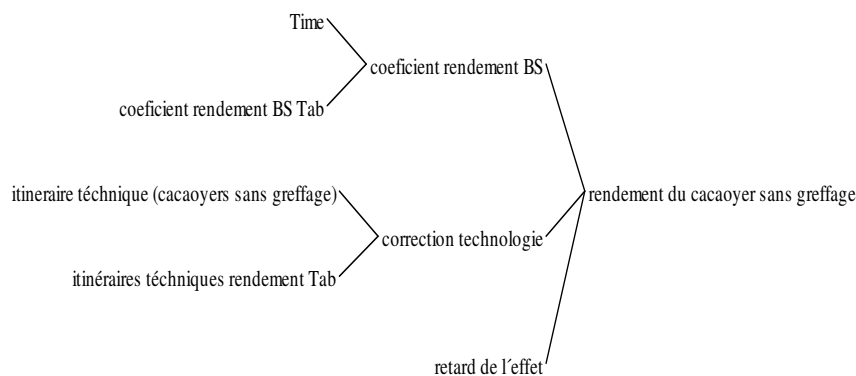 Time
coeficient rendement BS
coeficient rendement BS Tab
itineraire téchnique (cacaoyers sans greffage)
rendement du cacaoyer sans greffage
correction technologie
itinéraires téchniques rendement Tab
retard de l´effet